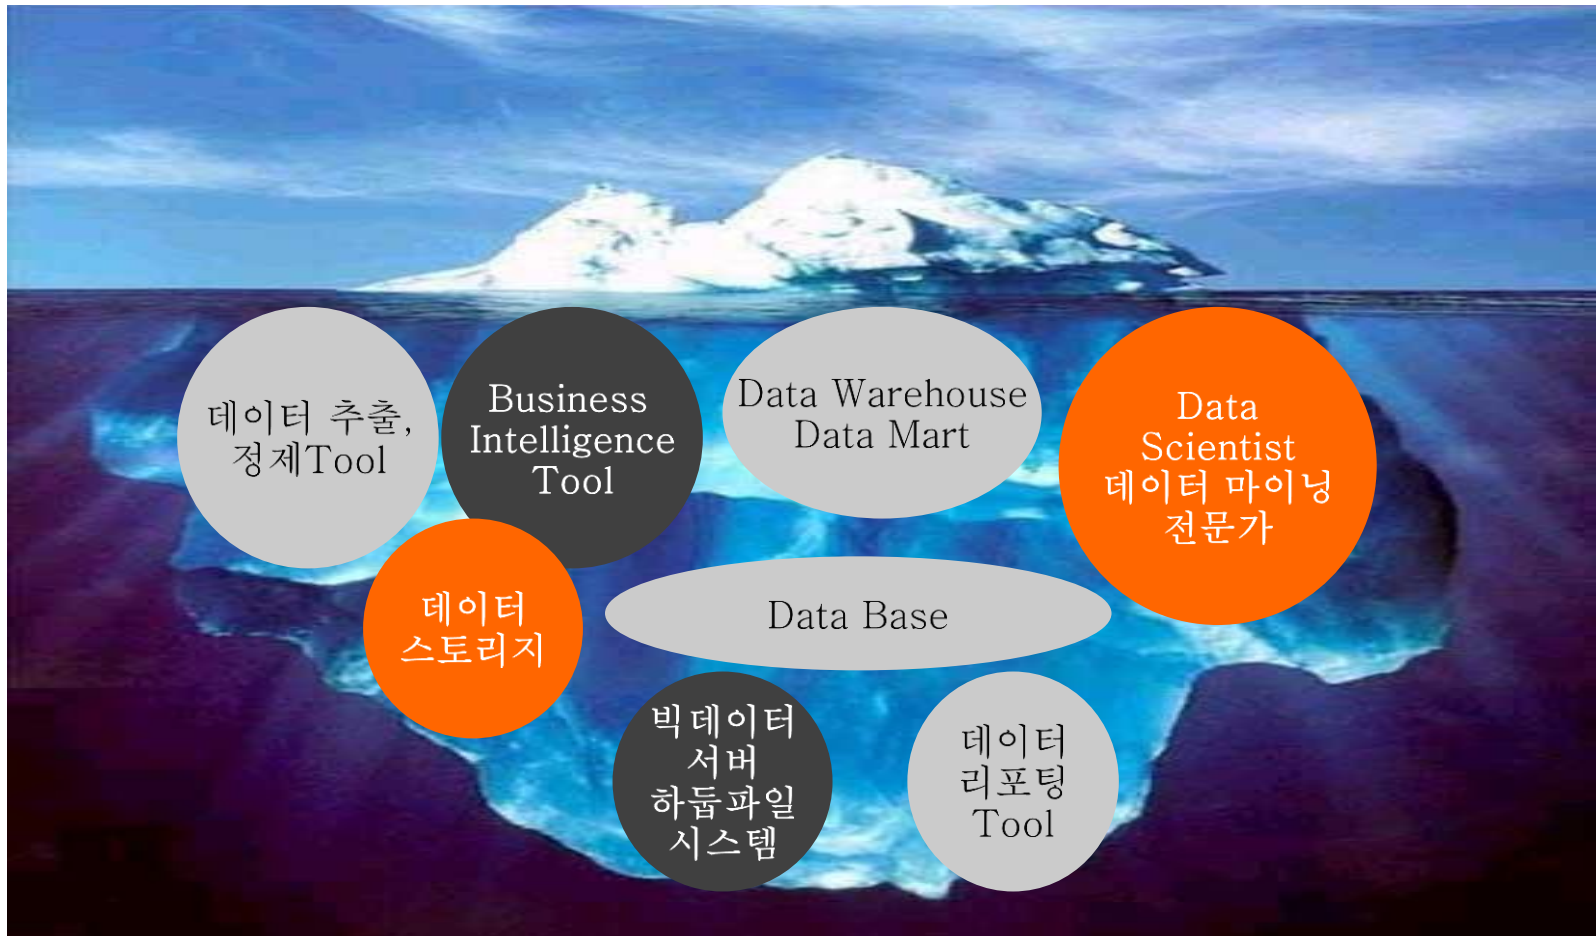 데이터 추출,
정제Tool
Business
Intelligence
Tool
Data Warehouse
Data Mart
Data
Scientist
데이터 마이닝
전문가
데이터
스토리지
Data Base
빅데이터
서버
하둡파일
시스템
데이터
리포팅
Tool